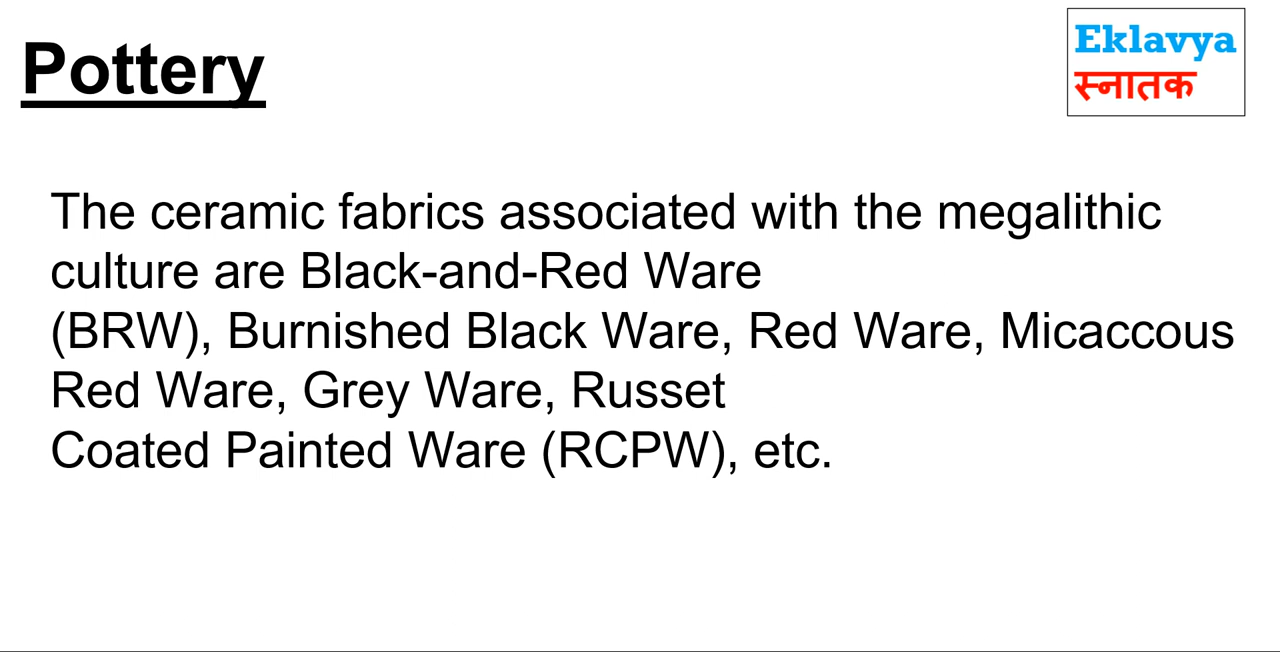 Pottery
Eklavya
स्नातक
The ceramic fabrics associated with the megalithic
culture are Black-and-Red Ware
(BRW), Burnished Black Ware, Red Ware, Micaccous
Red Ware, Grey Ware, Russet
Coated Painted Ware (RCPW), etc.